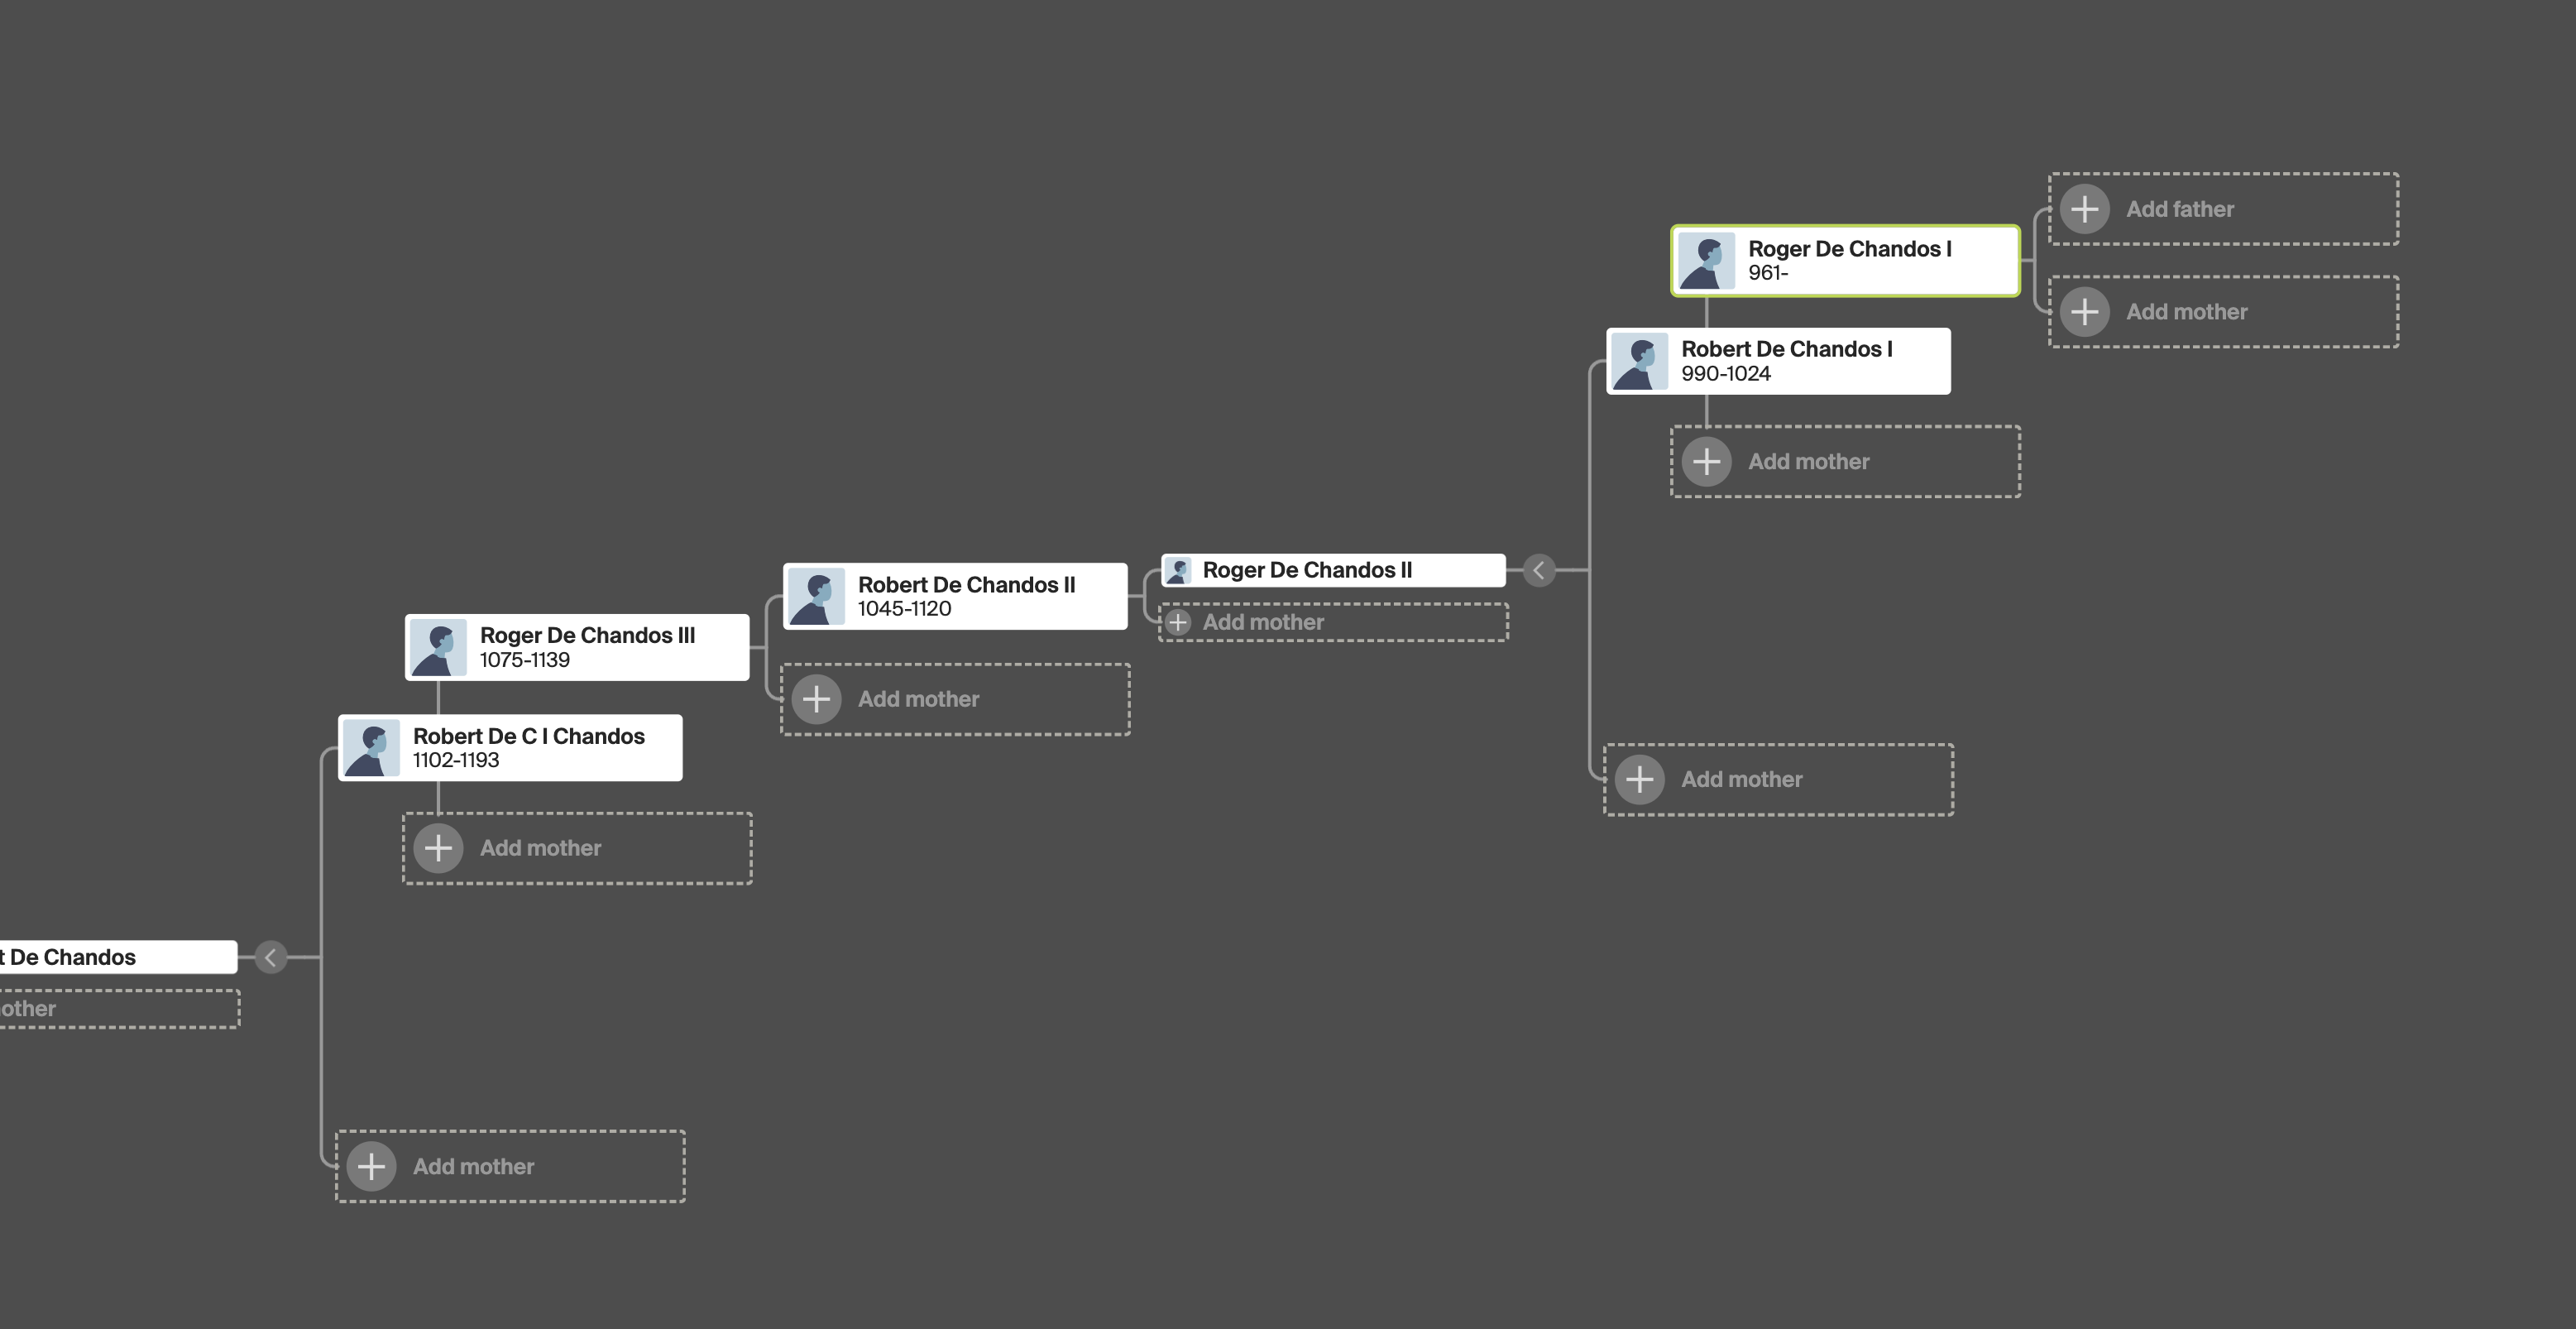 Add father
Roger De Chandos I
961-
Add mother
Robert De Chandos I
990-1024
Add mother
Roger De Chandos II
Robert De Chandos II
1045-1120
Add mother
Roger De Chandos III
1075-1139
Add mother
Robert De C I Chandos
1102-1193
Add mother
Add mother
t De Chandos
other
Add mother